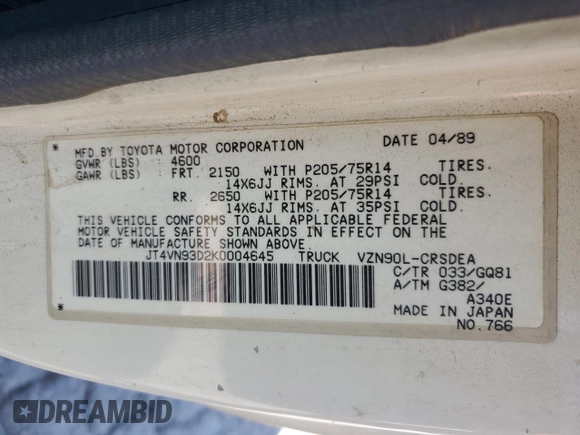 MFD BY TOYOTA MOTOR CORPORATION DATE 04/89
GVWR (LBS) 4600
GAWR (LBS) FRT. 2150 WITH P205/75R14 TIRES.
14X6JJ RIMS. AT 29PSI COLD.
RR. 2650 WITH P205/75R14 TIRES.
14X6JJ RIMS. AT 35PSI COLD.
THIS VEHICLE CONFORMS TO ALL APPLICABLE FEDERAL
MOTOR VEHICLE SAFETY STANDARDS IN EFFECT ON THE
DATE OF MANUFACTURE SHOWN ABOVE.
JT4VN93D2K0004645 TRUCK VZN90L-CRSDEA
C/TR 033/GQ81
A/TM G382/
A340E
MADE IN JAPAN
NO.766
DREAMBID